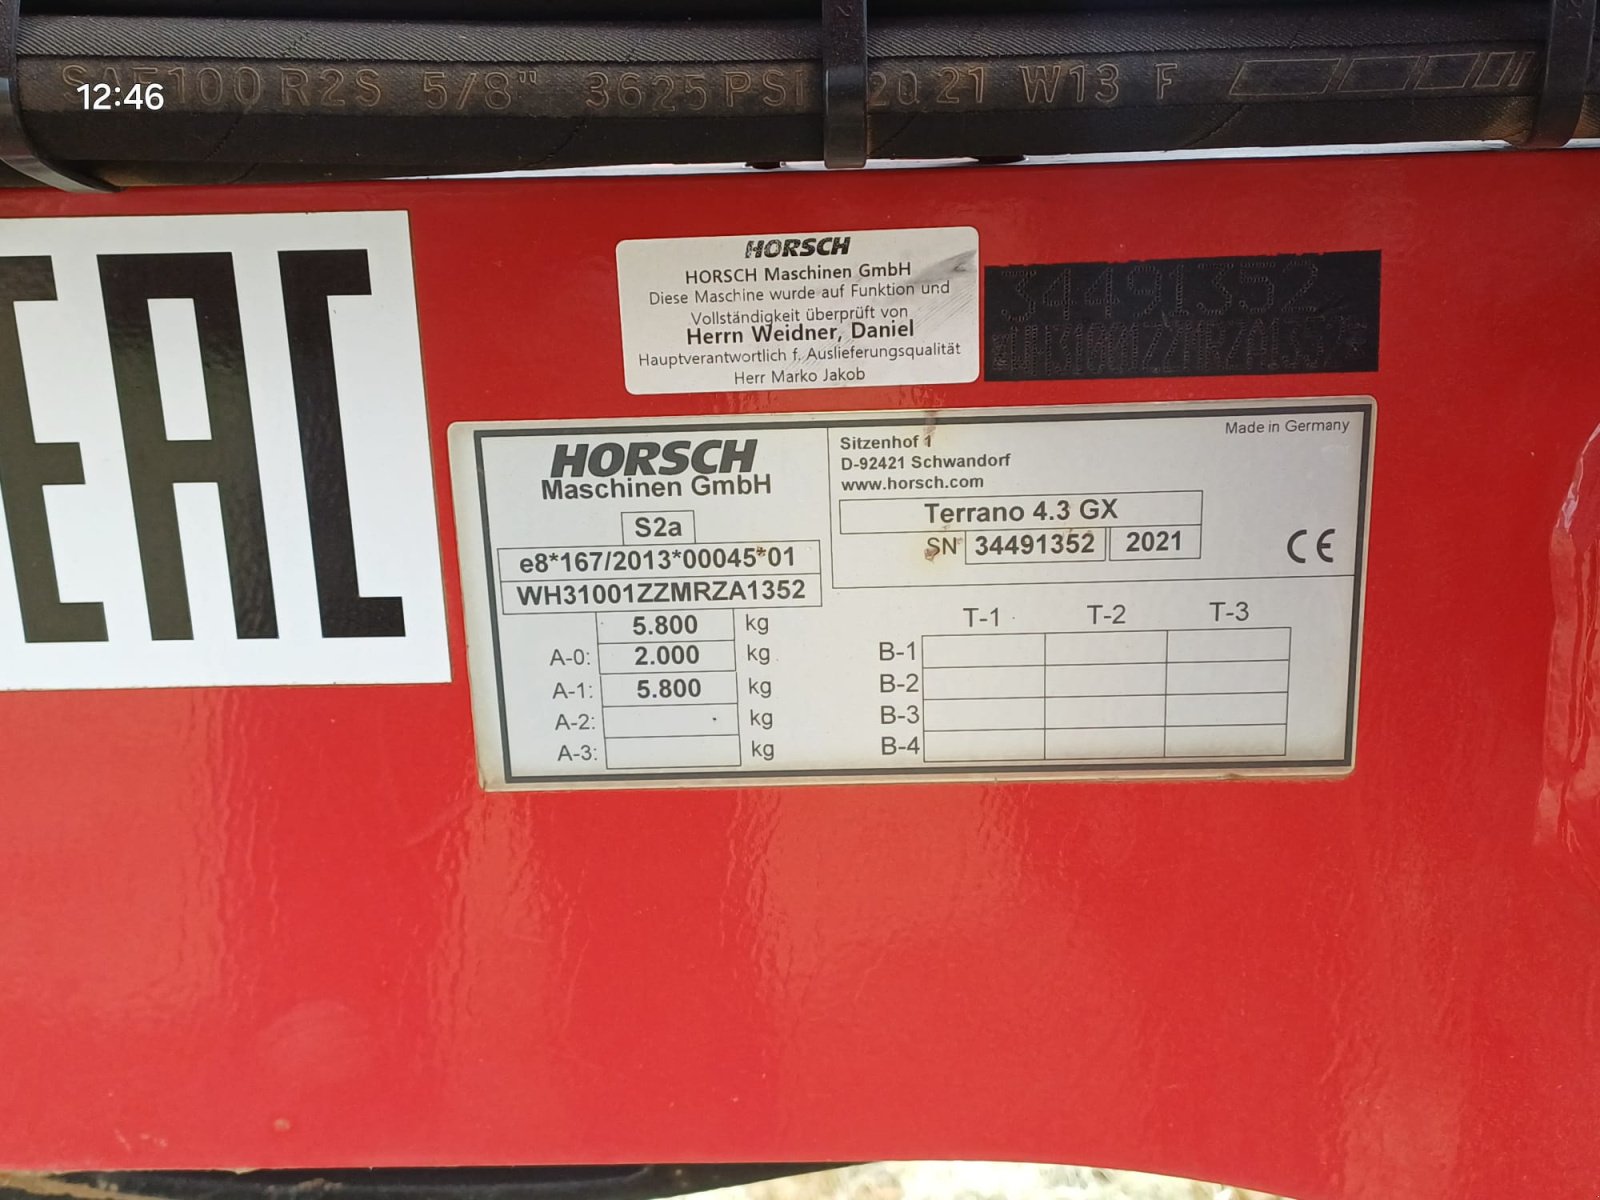 SAE100 R2S 5/8" 3625PSI 2Q21 W13 F
12:46
EAC
HORSCH
HORSCH Maschinen GmbH
Diese Maschine wurde auf Funktion und
Vollständigkeit überprüft von
Herrn Weidner, Daniel
Hauptverantwortlich f. Auslieferungsqualität
Herr Marko Jakob
34491352
WH31001ZZMRZA1352
HORSCH
Maschinen GmbH
S2a
e8*167/2013*00045*01
WH31001ZZMRZA1352
5.800 kg
A-0: 2.000 kg
A-1: 5.800 kg
A-2: kg
A-3: kg
Sitzenhof 1
D-92421 Schwandorf
www.horsch.com
Made in Germany
Terrano 4.3 GX
SN 34491352 2021
CE
T-1 T-2 T-3
B-1
B-2
B-3
B-4